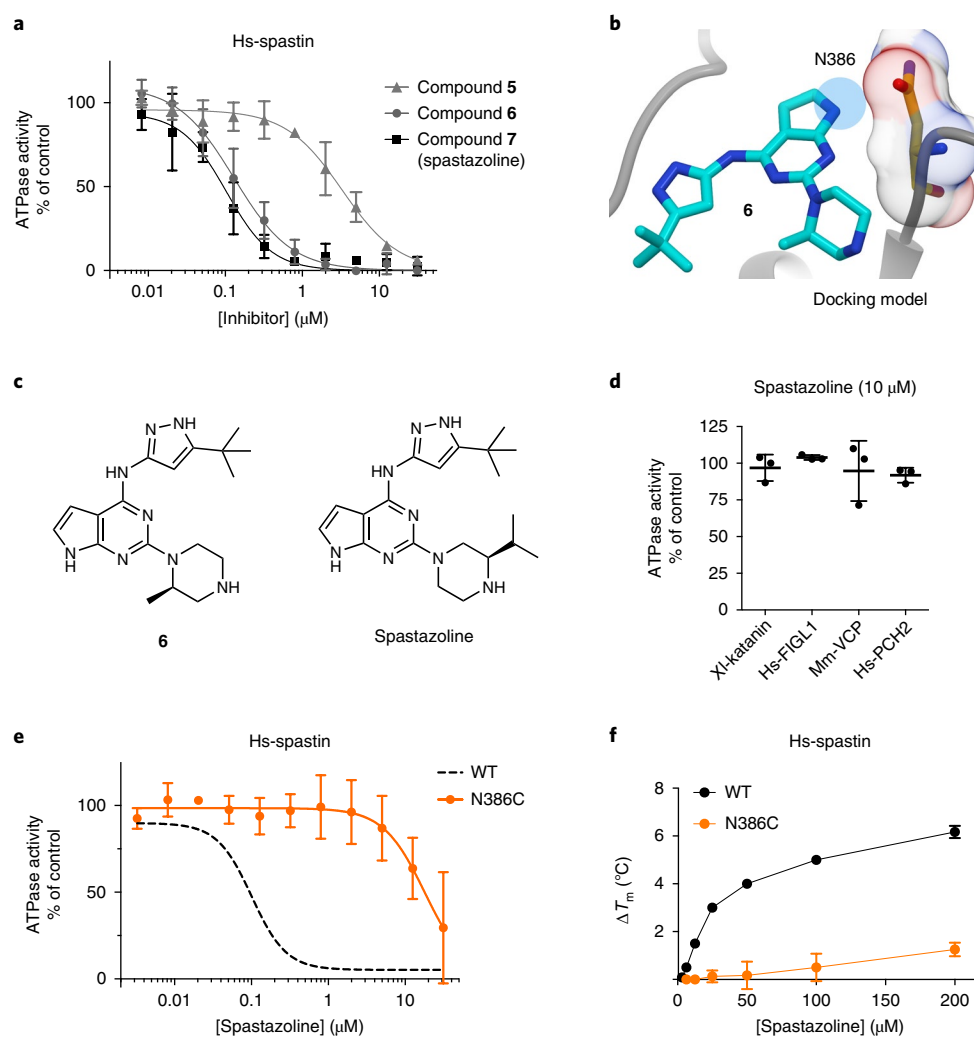 a
Hs-spastin
ATPase activity
% of control
100
50
0
0.01
0.1
1
10
[Inhibitor] (μM)
Compound 5
Compound 6
Compound 7
(spastazoline)
b
N386
6
Docking model
c
N
NH
HN
N
N
H
N
N
NH
6
N
NH
HN
N
N
H
N
N
NH
Spastazoline
d
Spastazoline (10 μM)
ATPase activity
% of control
125
100
75
50
25
0
Xl-katanin
Hs-FIGL1
Mm-VCP
Hs-PCH2
e
Hs-spastin
ATPase activity
% of control
100
50
0
0.01
0.1
1
10
[Spastazoline] (μM)
WT
N386C
f
Hs-spastin
WT
N386C
ΔTm (°C)
8
6
4
2
0
50
100
150
200
[Spastazoline] (μM)